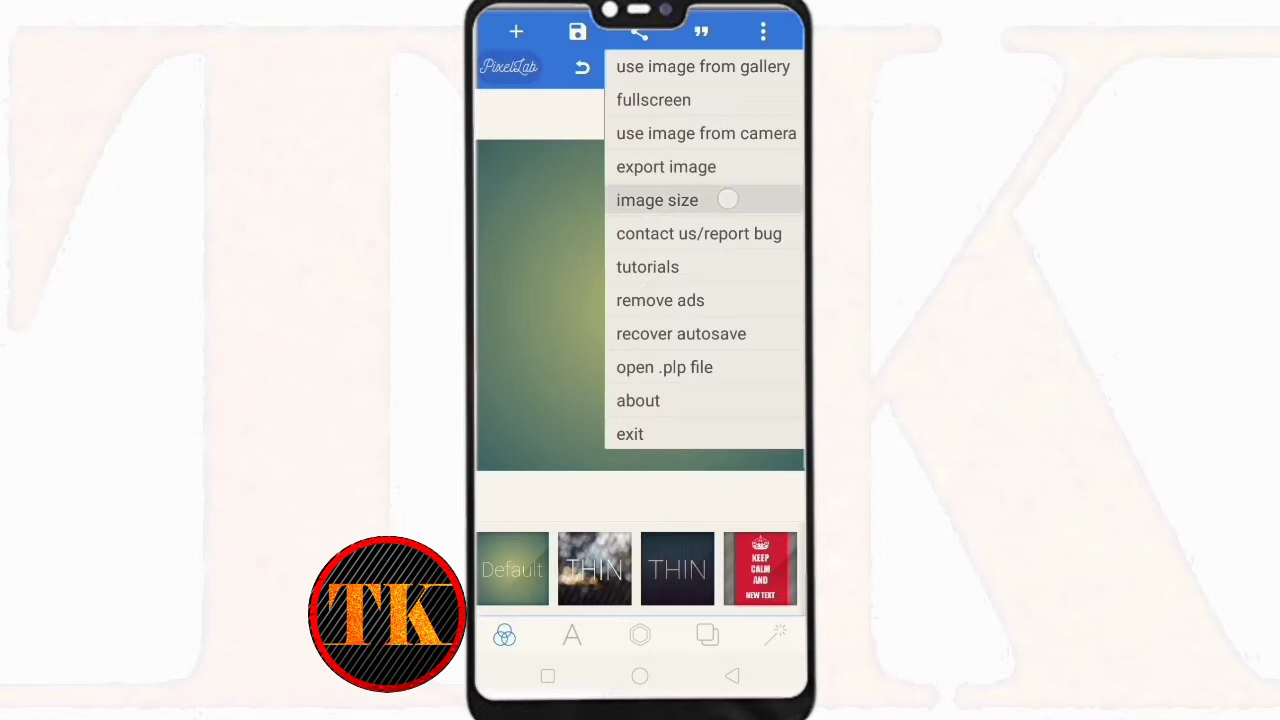 PixelLab
use image from gallery
fullscreen
use image from camera
export image
image size
contact us/report bug
tutorials
remove ads
recover autosave
open .plp file
about
exit
Default
THIN
THIN
KEEP
CALM
AND
NEW TEXT
A
TK
TK